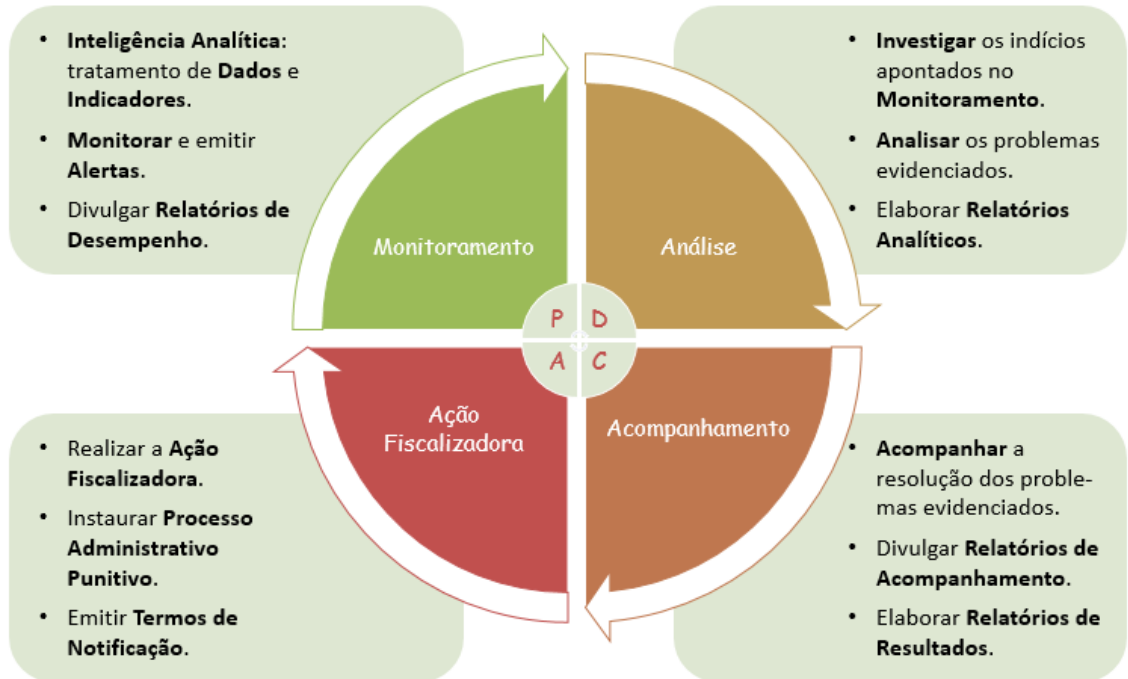 • Inteligência Analítica:
tratamento de Dados e
Indicadores.
• Monitorar e emitir
Alertas.
• Divulgar Relatórios de
Desempenho.
• Investigar os indícios
apontados no
Monitoramento.
• Analisar os problemas
evidenciados.
• Elaborar Relatórios
Analíticos.
Monitoramento
Análise
P D
A C
Ação
Fiscalizadora
Acompanhamento
• Realizar a Ação
Fiscalizadora.
• Instaurar Processo
Administrativo
Punitivo.
• Emitir Termos de
Notificação.
• Acompanhar a
resolução dos proble-
mas evidenciados.
• Divulgar Relatórios de
Acompanhamento.
• Elaborar Relatórios de
Resultados.